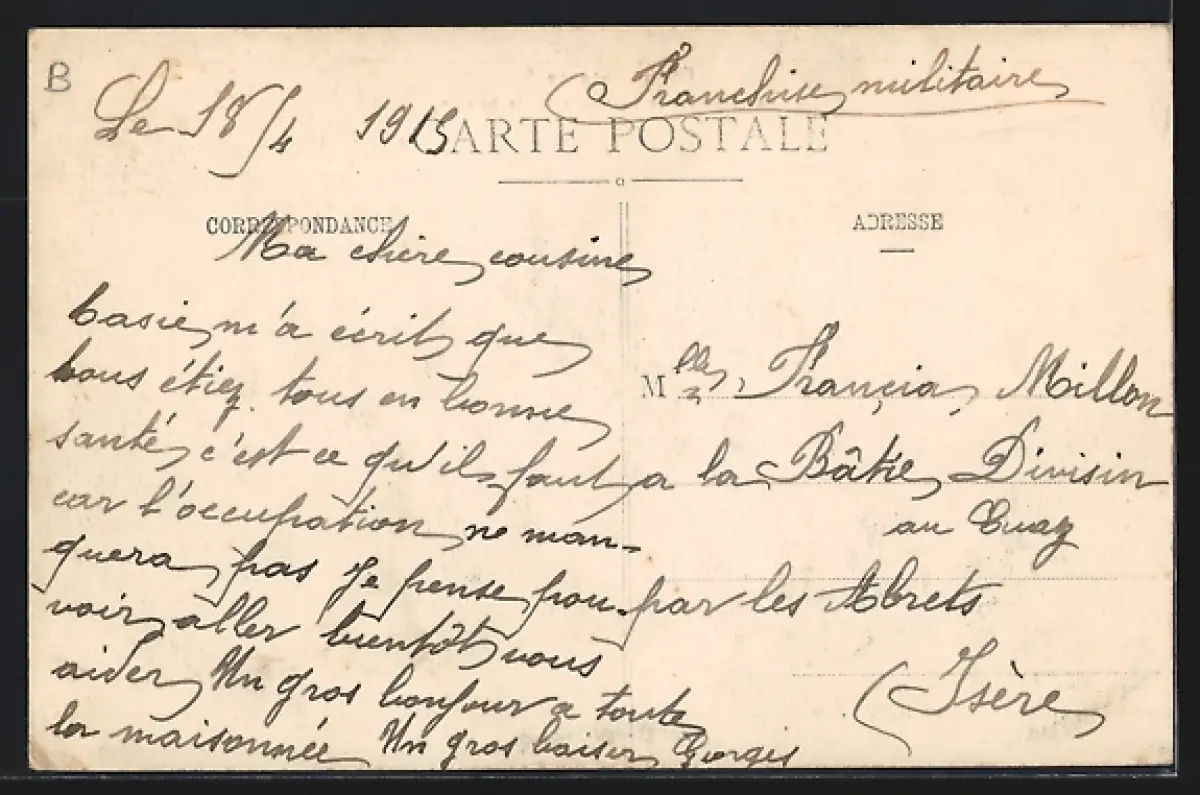 B
Franchise militaire
Le 18/4 1915
CARTE POSTALE
CORRESPONDANCE
Ma chère cousine
m'a écrit que
vous étiez tous en bonne
santé, c'est ce qu'il faut
car l'occupation ne man-
quera pas Je pense pou-
voir aller bientôt vous
aider Un gros bonjour a toute
la maisonnée Un gros baiser Georges
ADRESSE
Mlle Francia Millon
a la Bâtie Divisin
au Cuaz
par les Abrets
Isère